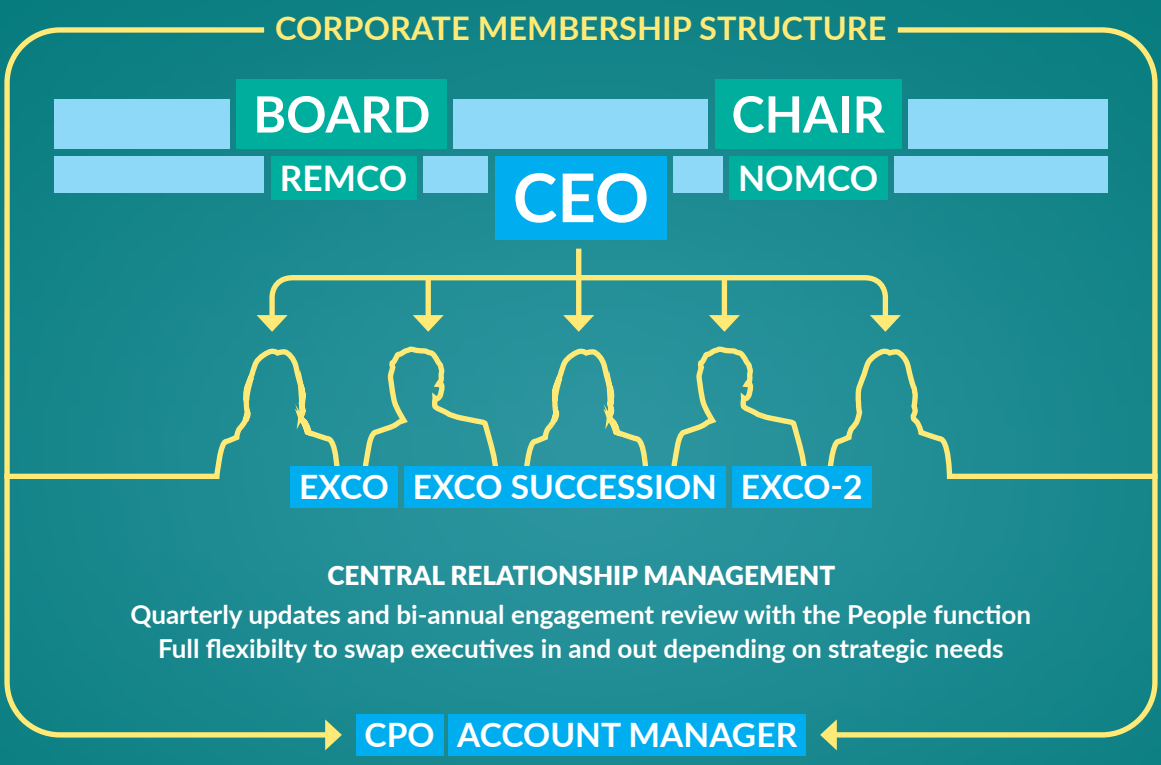 CORPORATE MEMBERSHIP STRUCTURE
BOARD CHAIR
REMCO CEO NOMCO
EXCO EXCO SUCCESSION EXCO-2
CENTRAL RELATIONSHIP MANAGEMENT
Quarterly updates and bi-annual engagement review with the People function
Full flexibilty to swap executives in and out depending on strategic needs
CPO ACCOUNT MANAGER